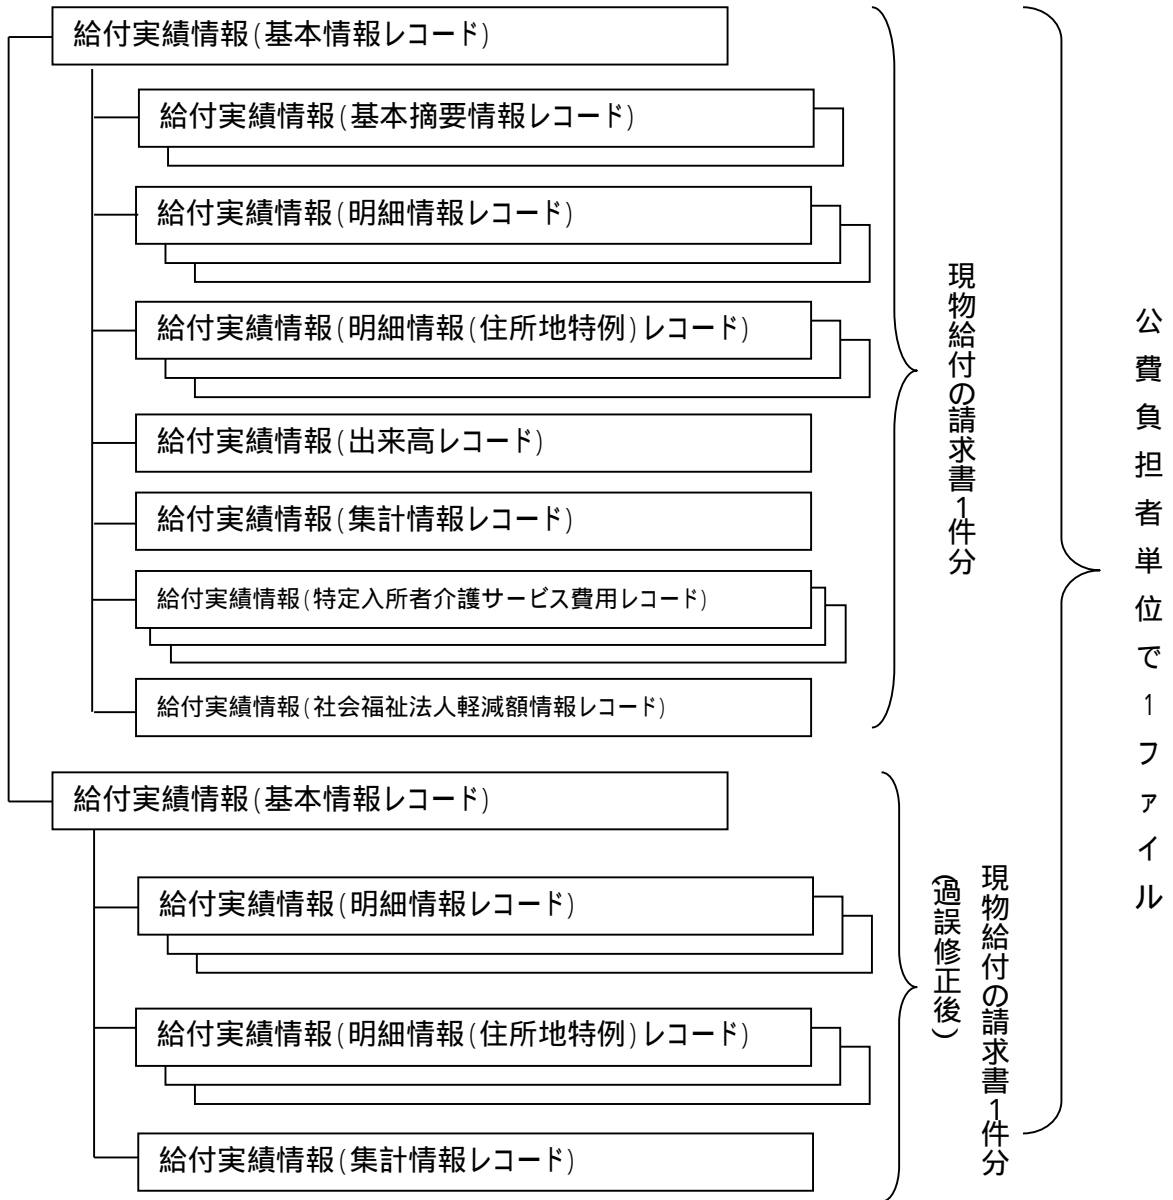 給付実績情報(基本情報レコード)
給付実績情報(基本摘要情報レコード)
給付実績情報(明細情報レコード)
給付実績情報(明細情報(住所地特例)レコード)
給付実績情報(出来高レコード)
給付実績情報(集計情報レコード)
給付実績情報(特定入所者介護サービス費用レコード)
給付実績情報(社会福祉法人軽減額情報レコード)
現物給付の請求書1件分
給付実績情報(基本情報レコード)
給付実績情報(明細情報レコード)
給付実績情報(明細情報(住所地特例)レコード)
給付実績情報(集計情報レコード)
現物給付の請求書1件分
(過誤修正後)
公費負担者単位で1ファイル